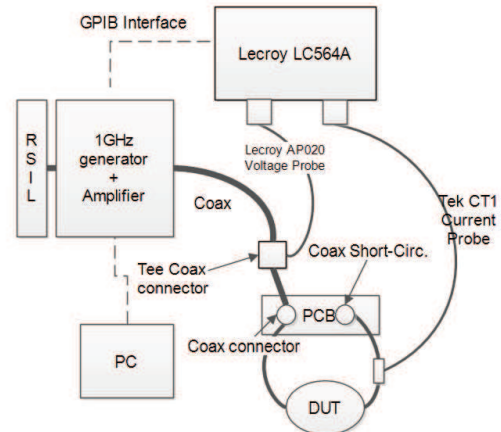 GPIB Interface
Lecroy LC564A
R
S
I
L
1GHz
generator
+
Amplifier
Lecroy AP020
Voltage Probe
Coax
Tek CT1
Current
Probe
Tee Coax
connector
Coax Short-Circ.
PCB
Coax connector
PC
DUT